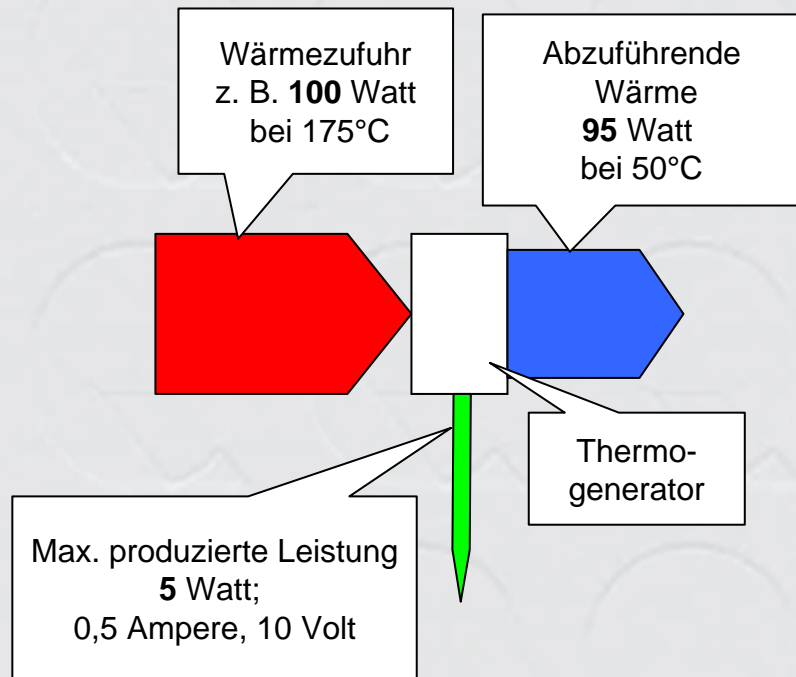 Wärmezufuhr
z. B. 100 Watt
bei 175°C
Abzuführende
Wärme
95 Watt
bei 50°C
Thermo-
generator
Max. produzierte Leistung
5 Watt;
0,5 Ampere, 10 Volt